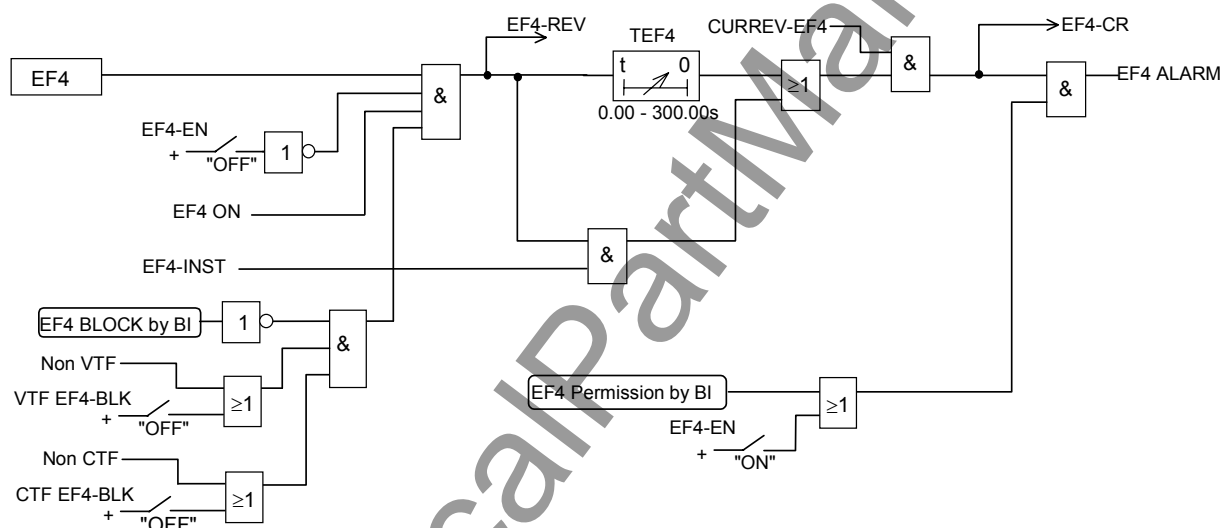 EF4-REV
TEF4
CURREV-EF4
EF4-CR
EF4
&
t 0
≥1
&
&
EF4 ALARM
0.00 - 300.00s
EF4-EN
+ "OFF"
1
EF4 ON
&
EF4-INST
EF4 BLOCK by BI
1
&
Non VTF
VTF EF4-BLK
+ "OFF"
≥1
EF4 Permission by BI
≥1
EF4-EN
+ "ON"
Non CTF
CTF EF4-BLK
+ "OFF"
≥1